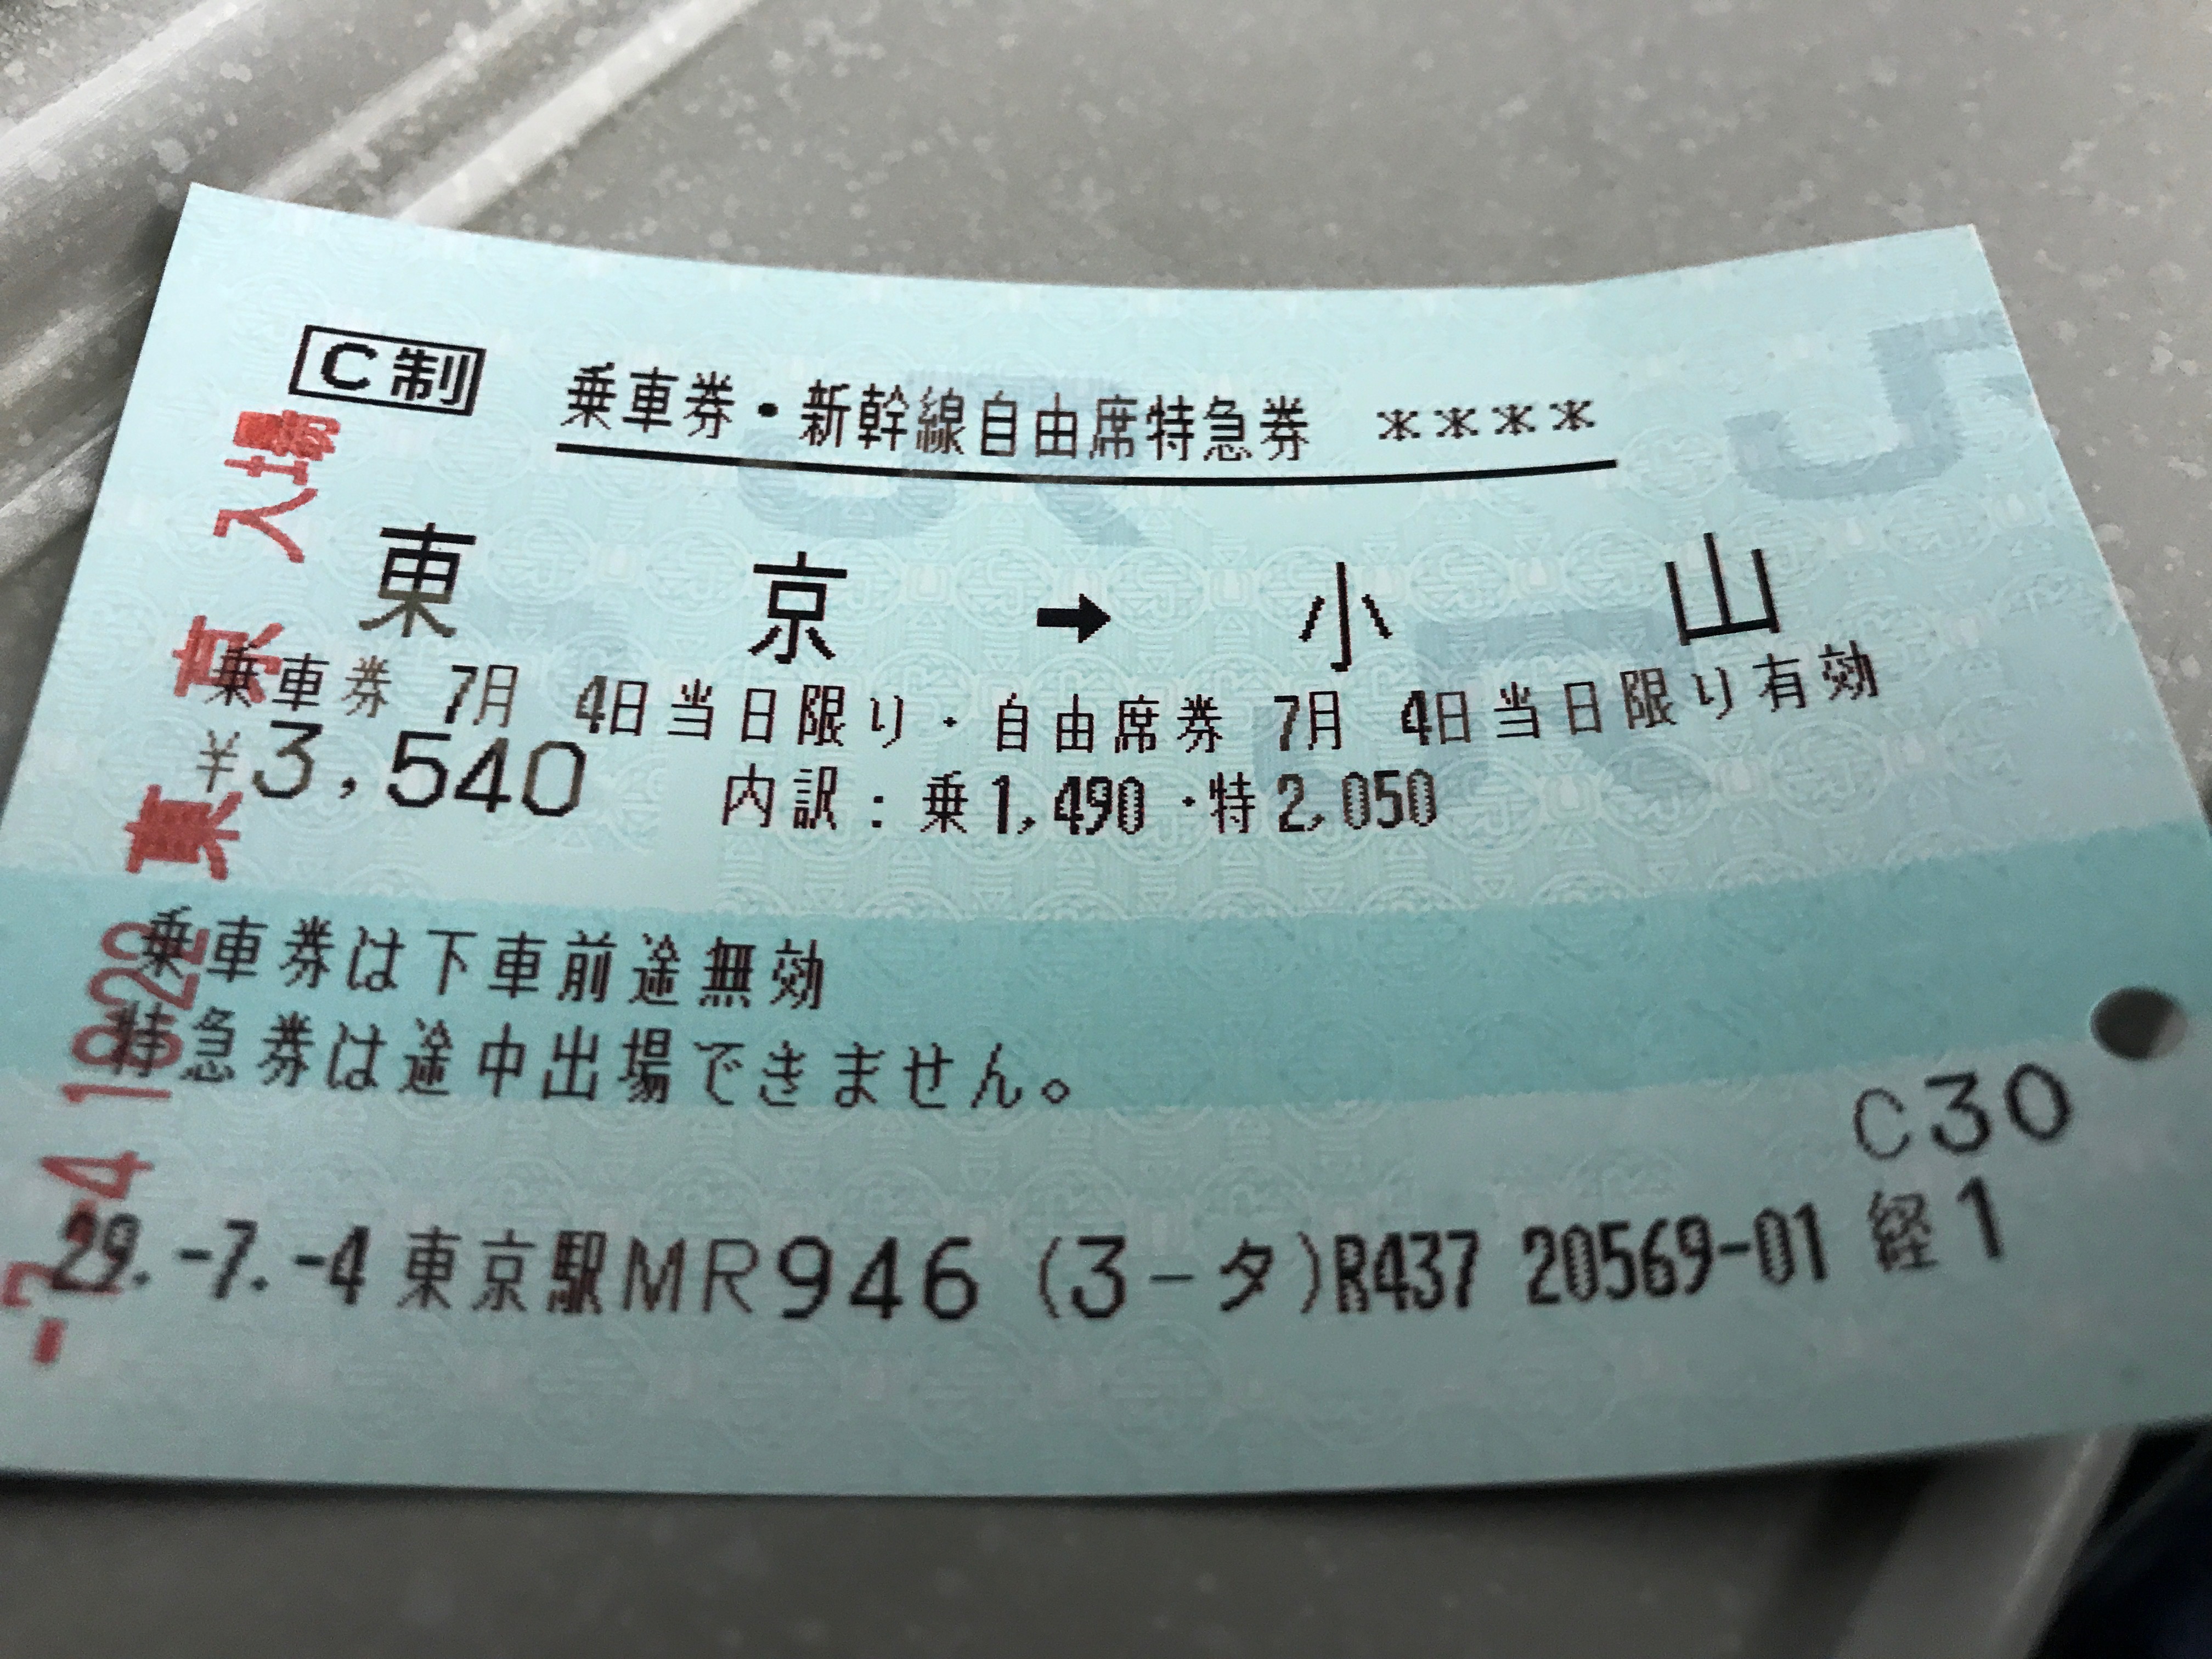 C制 乗車券・新幹線自由席特急券 ****
東京 → 小山
乗車券 7月 4日当日限り・自由席券 7月 4日当日限り有効
¥3,540 内訳:乗1,490・特2,050
乗車券は下車前途無効
特急券は途中出場できません。
C30
29.-7.-4 東京駅MR946 (3-タ)R437 20569-01 経1
-7.-4 1822 東京 入場
JR